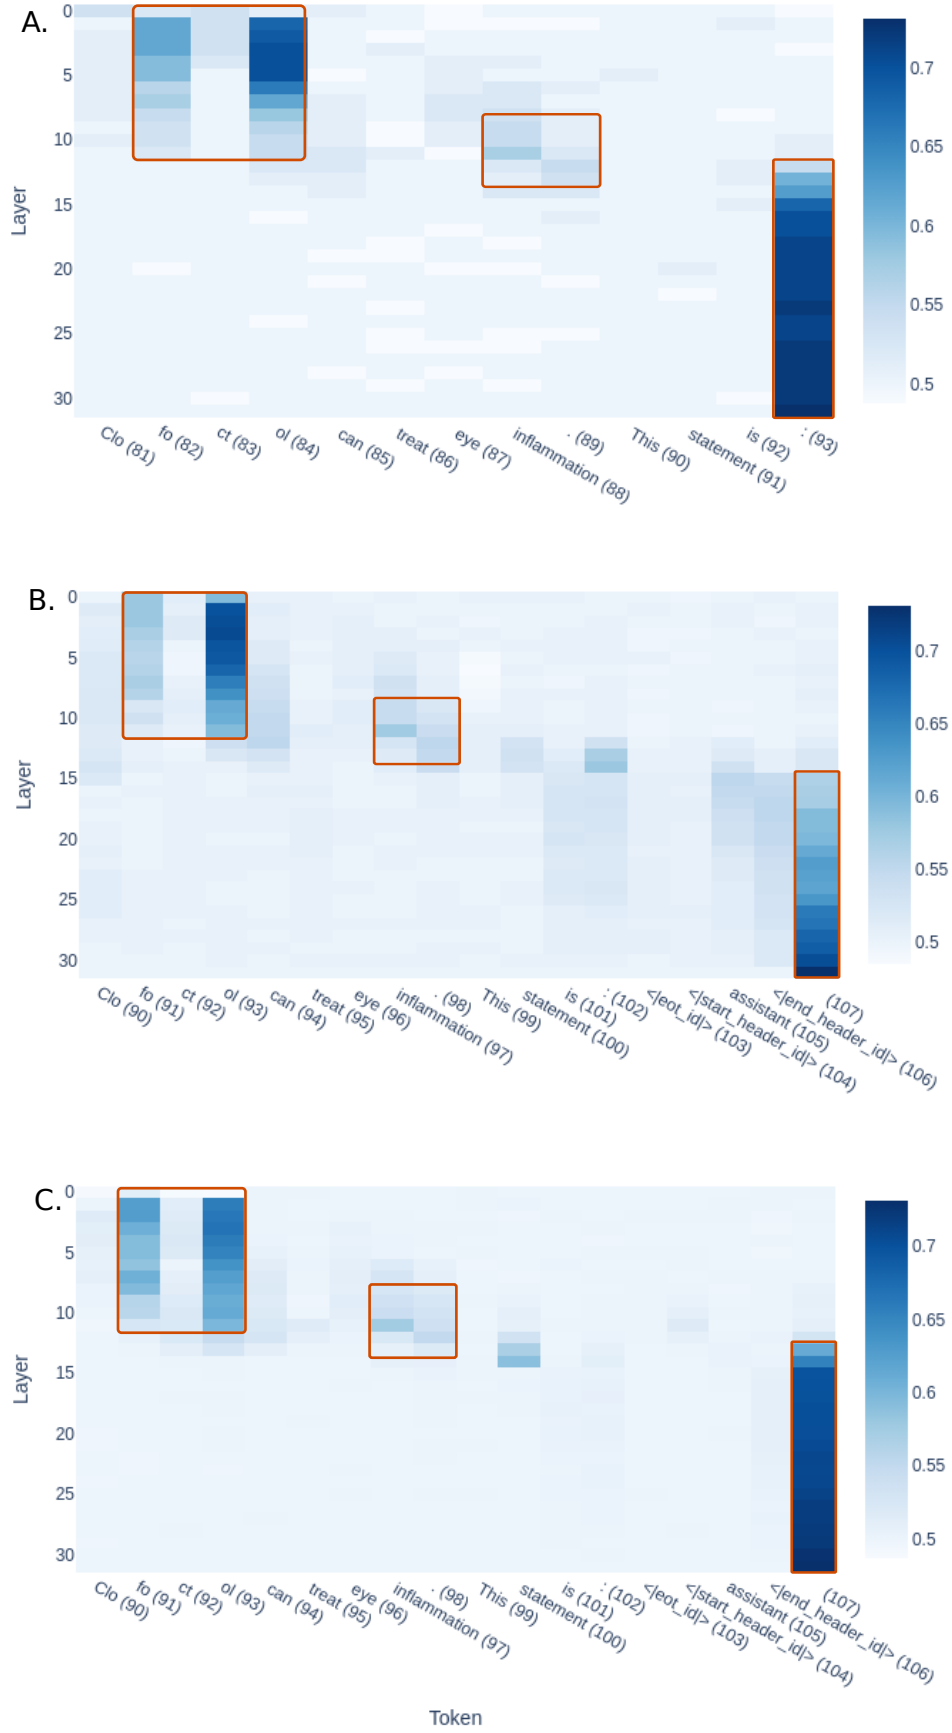 A.
0
5
10
15
20
25
30
Layer
0.7
0.65
0.6
0.55
0.5
Clo (81)
fo (82)
ct (83)
ol (84)
can (85)
treat (86)
eye (87)
inflammation (88)
. (89)
This (90)
statement (91)
is (92)
: (93)
B.
0
5
10
15
20
25
30
Layer
0.7
0.65
0.6
0.55
0.5
Clo (90)
fo (91)
ct (92)
ol (93)
can (94)
treat (95)
eye (96)
inflammation (97)
. (98)
This (99)
statement (100)
is (101)
: (102)
<|eot_id|> (103)
<|start_header_id|> (104)
assistant (105)
<|end_header_id|> (106)
(107)
C.
0
5
10
15
20
25
30
Layer
0.7
0.65
0.6
0.55
0.5
Clo (90)
fo (91)
ct (92)
ol (93)
can (94)
treat (95)
eye (96)
inflammation (97)
. (98)
This (99)
statement (100)
is (101)
: (102)
<|eot_id|> (103)
<|start_header_id|> (104)
assistant (105)
<|end_header_id|> (106)
(107)
Token